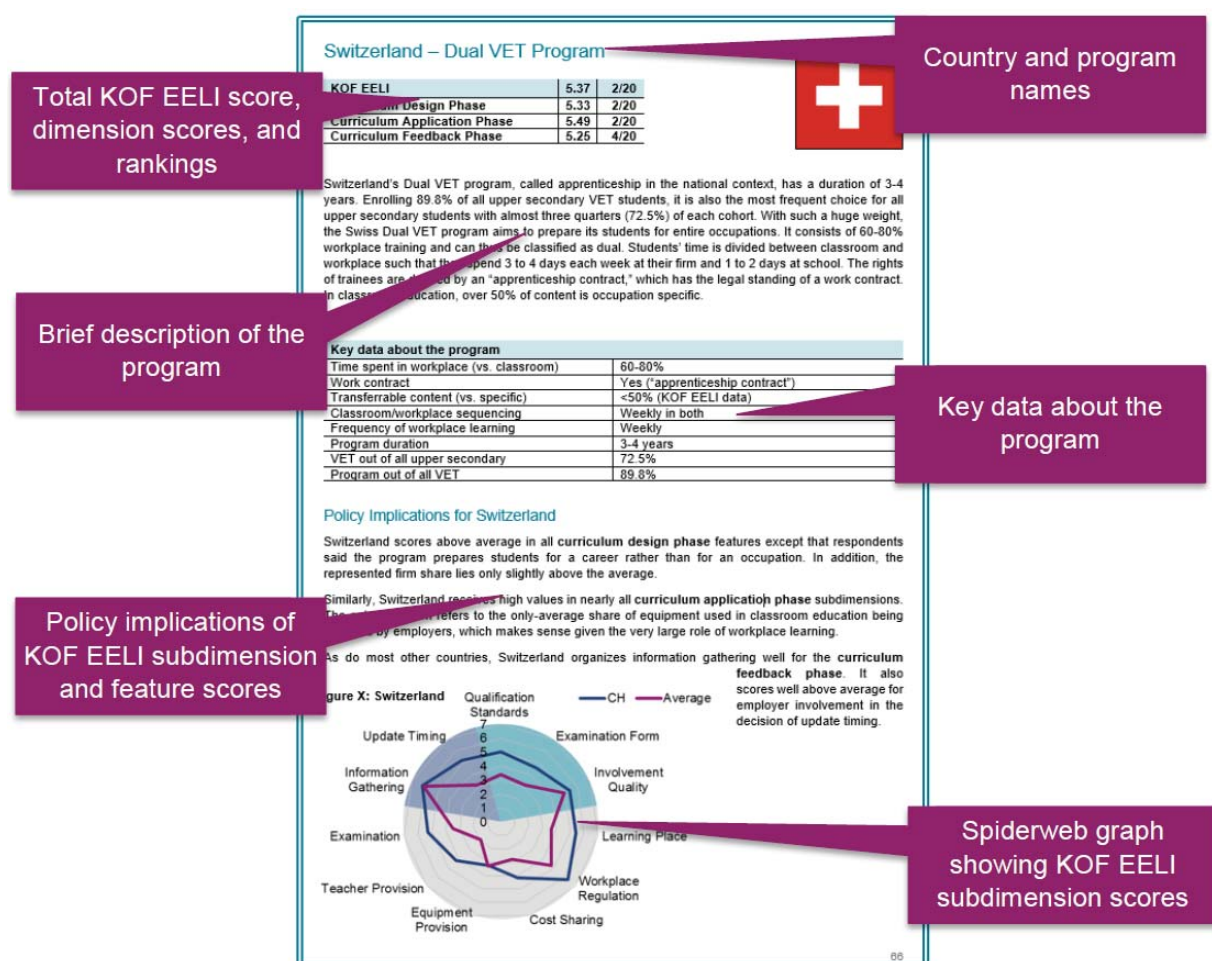 Switzerland – Dual VET Program
Country and program
names
Total KOF EELI score,
dimension scores, and
rankings
KOF EELI 5.37 2/20
Design Phase 5.33 2/20
Curriculum Application Phase 5.49 2/20
Curriculum Feedback Phase 5.25 4/20
Switzerland's Dual VET program, called apprenticeship in the national context, has a duration of 3-4
years. Enrolling 89.8% of all upper secondary VET students, it is also the most frequent choice for all
upper secondary students with almost three quarters (72.5%) of each cohort. With such a huge weight,
the Swiss Dual VET program aims to prepare its students for entire occupations. It consists of 60-80%
workplace training and can be classified as dual. Students' time is divided between classroom and
workplace such that spend 3 to 4 days each week at their firm and 1 to 2 days at school. The rights
of trainees are by an “apprenticeship contract,” which has the legal standing of a work contract.
In over 50% of content is occupation specific.
Brief description of the
program
Key data about the program
Time spent in workplace (vs. classroom) 60-80%
Work contract Yes (“apprenticeship contract”)
Transferrable content (vs. specific) <50% (KOF EELI data)
Classroom/workplace sequencing Weekly in both
Frequency of workplace learning Weekly
Program duration 3-4 years
VET out of all upper secondary 72.5%
Program out of all VET 89.8%
Key data about the
program
Policy Implications for Switzerland
Switzerland scores above average in all curriculum design phase features except that respondents
said the program prepares students for a career rather than for an occupation. In addition, the
represented firm share lies only slightly above the average.
Similarly, Switzerland receives high values in nearly all curriculum application phase subdimensions.
refers to the only-average share of equipment used in classroom education being
by employers, which makes sense given the very large role of workplace learning.
As do most other countries, Switzerland organizes information gathering well for the curriculum
feedback phase. It also
scores well above average for
employer involvement in the
decision of update timing.
Policy implications of
KOF EELI subdimension
and feature scores
X: Switzerland
CH Average
Qualification
Standards
Examination Form
Involvement
Quality
Learning Place
Workplace
Regulation
Cost Sharing
Equipment
Provision
Teacher Provision
Examination
Information
Gathering
Update Timing
7
6
5
4
3
2
1
0
Spiderweb graph
showing KOF EELI
subdimension scores
66